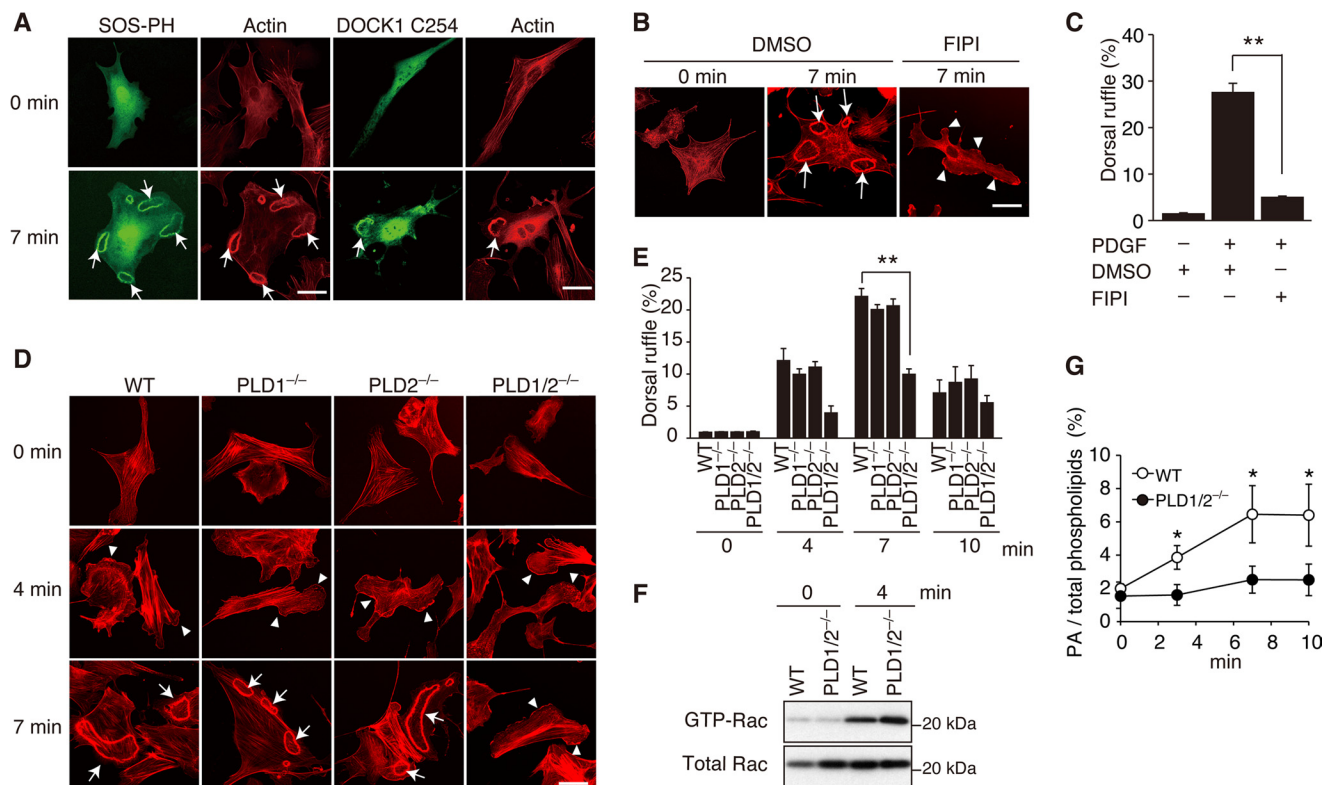 A
SOS-PH Actin DOCK1 C254 Actin
0 min
7 min
B
DMSO FIPI
0 min 7 min 7 min
C
Dorsal ruffle (%)
40
30
20
10
0
**
PDGF – + +
DMSO + + –
FIPI – – +
D
WT PLD1–/– PLD2–/– PLD1/2–/–
0 min
4 min
7 min
E
Dorsal ruffle (%)
25
20
15
10
5
0
**
WT PLD1–/– PLD2–/– PLD1/2–/– WT PLD1–/– PLD2–/– PLD1/2–/– WT PLD1–/– PLD2–/– PLD1/2–/– WT PLD1–/– PLD2–/– PLD1/2–/–
0 4 7 10 min
F
0 4 min
WT PLD1/2–/– WT PLD1/2–/–
GTP-Rac 20 kDa
Total Rac 20 kDa
G
PA / total phospholipids (%)
10
8
6
4
2
0
WT
PLD1/2–/–
* * *
0 2 4 6 8 10
min